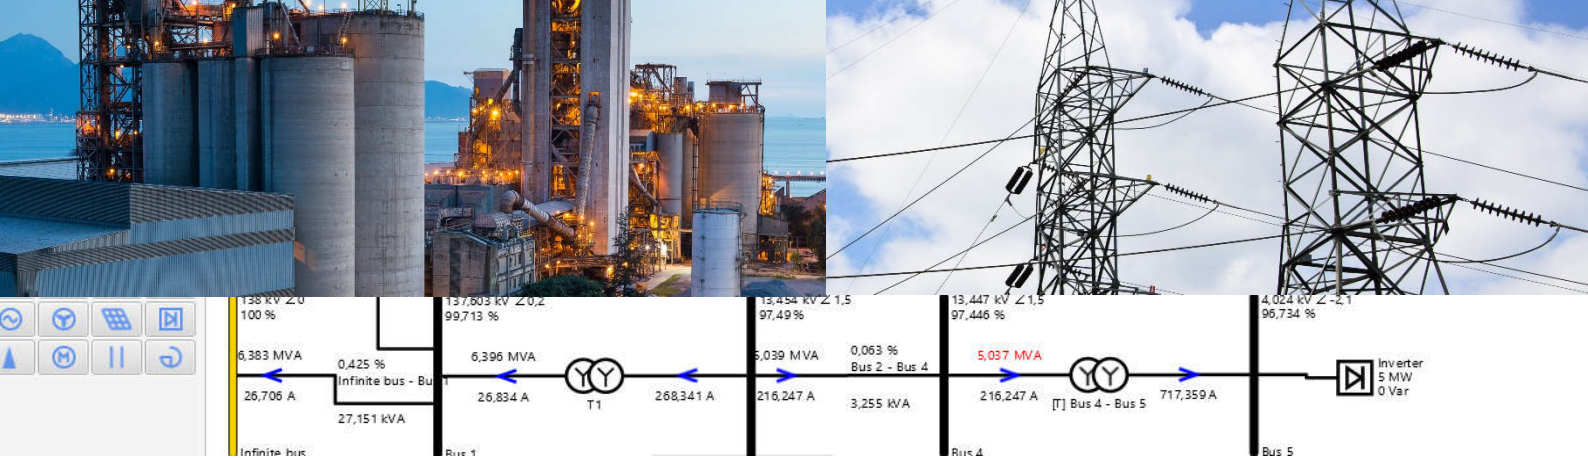 138 kV ∠ 0
100 %
137,603 kV ∠ 0,2
99,713 %
13,454 kV ∠ 1,5
97,49 %
13,447 kV ∠ 1,5
97,446 %
4,024 kV ∠ -2,1
96,734 %
6,383 MVA
0,425 %
Infinite bus - Bus 1
6,396 MVA
5,039 MVA
0,063 %
Bus 2 - Bus 4
5,037 MVA
Inverter
5 MW
0 Var
26,706 A
27,151 kVA
26,834 A
T1
268,341 A
216,247 A
3,255 kVA
216,247 A
[T] Bus 4 - Bus 5
717,359 A
Infinite bus
Bus 1
Bus 4
Bus 5
M